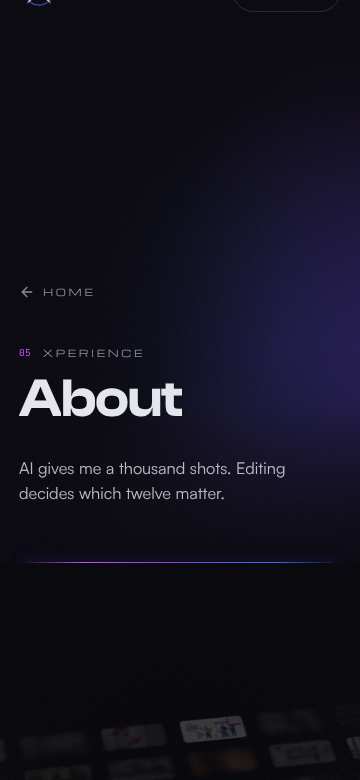 ← HOME
05 XPERIENCE
About
AI gives me a thousand shots. Editing
decides which twelve matter.